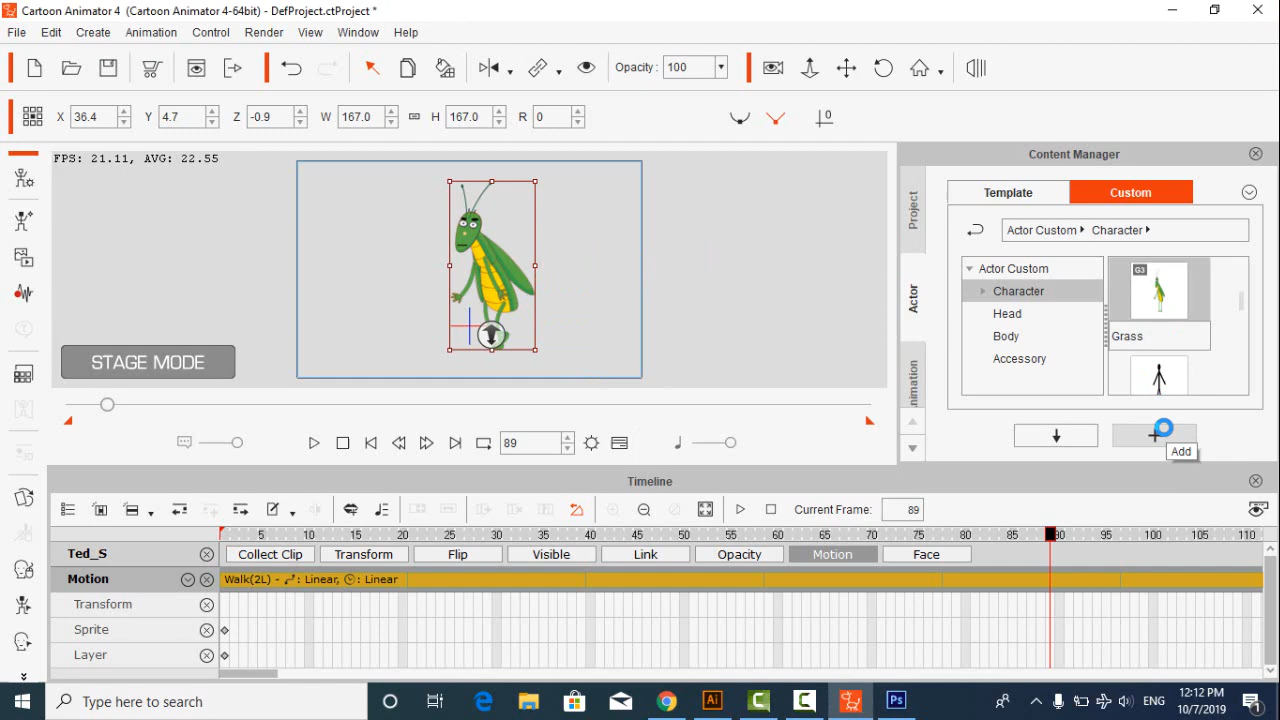 Cartoon Animator 4 (Cartoon Animator 4-64bit) - DefProject.ctProject *
File Edit Create Animation Control Render View Window Help
Opacity : 100
X 36.4 Y 4.7 Z -0.9 W 167.0 H 167.0 R 0
FPS: 21.11, AVG: 22.55
STAGE MODE
89
Content Manager
Template Custom
Actor Custom Character
Project
Actor
Animation
Actor Custom
Character
Head
Body
Accessory
G3
Grass
Add
Timeline
Current Frame: 89
5 10 15 20 25 30 35 40 45 50 55 60 65 70 75 80 85 90 95 100 105 110
Ted_S Collect Clip Transform Flip Visible Link Opacity Motion Face
Motion Walk(2L) - : Linear, : Linear
Transform
Sprite
Layer
Type here to search
ENG
12:12 PM
10/7/2019